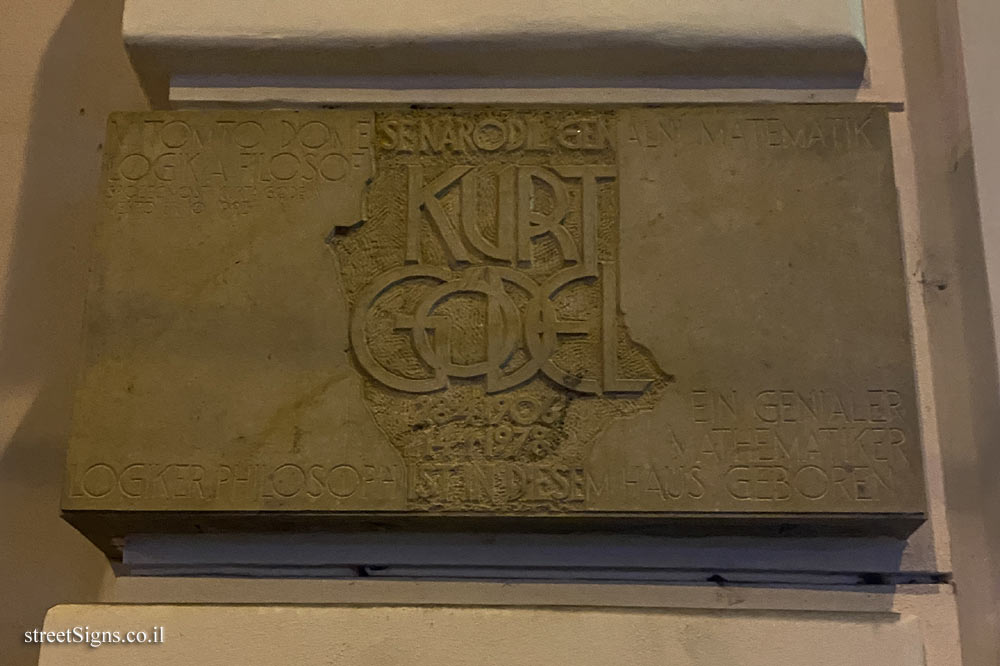 V TOMTO DOMĚ SE NARODIL GENIÁLNÍ MATEMATIK
LOGIK A FILOSOF
KURT
GÖDEL
28.4.1906
14.1.1978
EIN GENIALER
MATHEMATIKER
LOGIKER, PHILOSOPH IST IN DIESEM HAUS GEBOREN
streetSigns.co.il